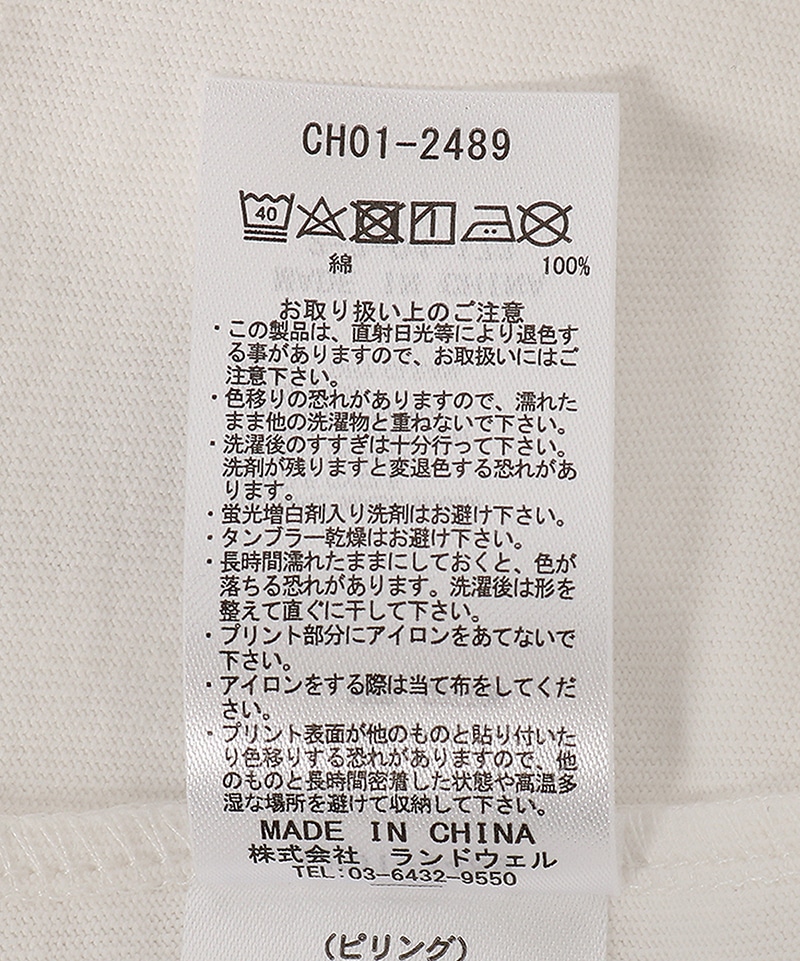 CH01-2489
40
綿 100%
お取り扱い上のご注意
・この製品は、直射日光等により退色す
る事がありますので、お取扱いにはご
注意下さい。
・色移りの恐れがありますので、濡れた
まま他の洗濯物と重ねないで下さい。
・洗濯後のすすぎは十分行って下さい。
洗剤が残りますと変退色する恐れがあ
ります。
・蛍光増白剤入り洗剤はお避け下さい。
・タンブラー乾燥はお避け下さい。
・長時間濡れたままにしておくと、色が
落ちる恐れがあります。洗濯後は形を
整えて直ぐに干して下さい。
・プリント部分にアイロンをあてないで
下さい。
・アイロンをする際は当て布をしてくだ
さい。
・プリント表面が他のものと貼り付いた
り色移りする恐れがありますので、他
のものと長時間密着した状態や高温多
湿な場所を避けて収納して下さい。
MADE IN CHINA
株式会社 ランドウェル
TEL:03-6432-9550
(ピリング)